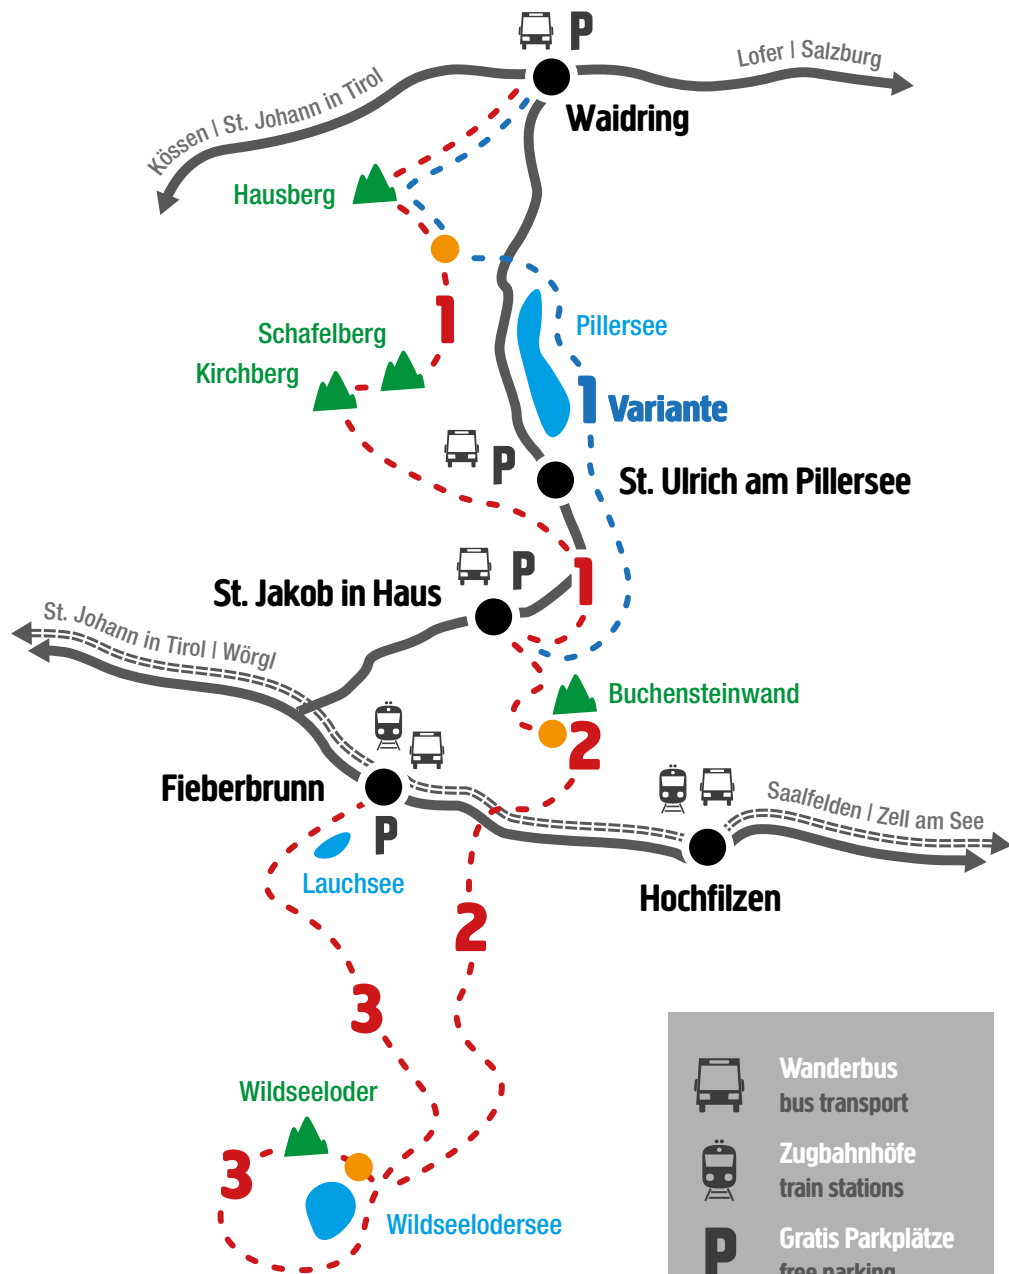 P
Lofer | Salzburg
Waidring
Kössen | St. Johann in Tirol
Hausberg
1
Schafelberg
Pillersee
Kirchberg
1 Variante
P
St. Ulrich am Pillersee
P
1
St. Jakob in Haus
St. Johann in Tirol | Wörgl
Buchensteinwand
2
Fieberbrunn
Saalfelden | Zell am See
P
Lauchsee
Hochfilzen
2
3
Wildseeloder
3
Wildseelodersee
Wanderbus
bus transport
Zugbahnhöfe
train stations
P Gratis Parkplätze
free parking